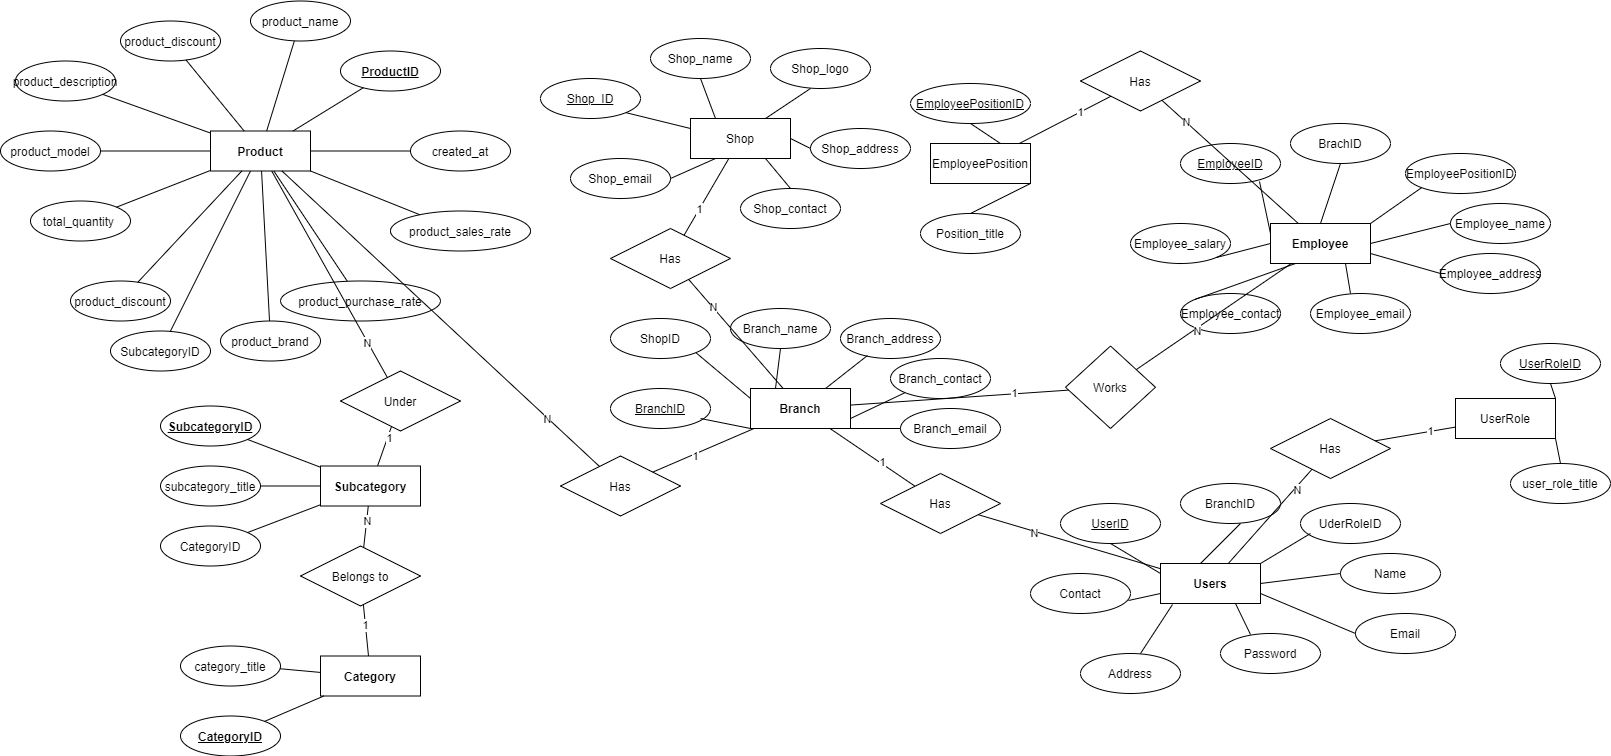 product_name
product_discount
ProductID
product_description
Product
product_model
created_at
total_quantity
product_sales_rate
product_discount
product_purchase_rate
SubcategoryID
product_brand
N
Under
1
SubcategoryID
subcategory_title
Subcategory
CategoryID
N
Belongs to
1
category_title
Category
CategoryID
Shop_name
Shop_logo
Shop_ID
Shop
Shop_address
Shop_email
Shop_contact
1
Has
N
ShopID
Branch_name
Branch_address
Branch_contact
BranchID
Branch
Branch_email
N
Has
1
1
Has
N
1
Works
N
EmployeePositionID
EmployeePosition
Position_title
1
Has
N
EmployeeID
BrachID
EmployeePositionID
Employee_salary
Employee
Employee_name
Employee_address
Employee_contact
Employee_email
UserRoleID
UserRole
user_role_title
1
Has
N
UserID
BranchID
UderRoleID
Contact
Users
Name
Email
Address
Password